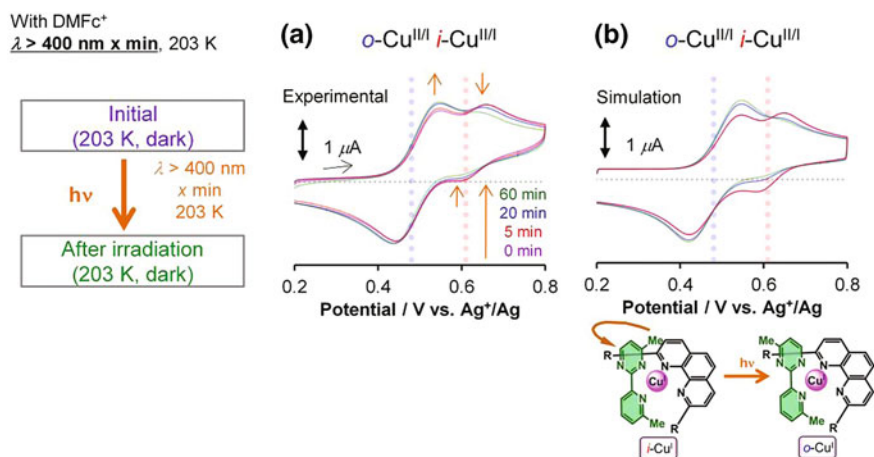 With DMFc⁺
λ > 400 nm x min, 203 K
Initial
(203 K, dark)
hν
λ > 400 nm
x min
203 K
After irradiation
(203 K, dark)
(a)
o-Cu^II/I i-Cu^II/I
Experimental
1 μA
60 min
20 min
5 min
0 min
0.2 0.4 0.6 0.8
Potential / V vs. Ag⁺/Ag
(b)
o-Cu^II/I i-Cu^II/I
Simulation
1 μA
0.2 0.4 0.6 0.8
Potential / V vs. Ag⁺/Ag
Me
R
N N N
Cu^I
N N
Me
R
i-Cu^I
hν
Me
R
N N N
Cu^I
N N
Me
R
o-Cu^I